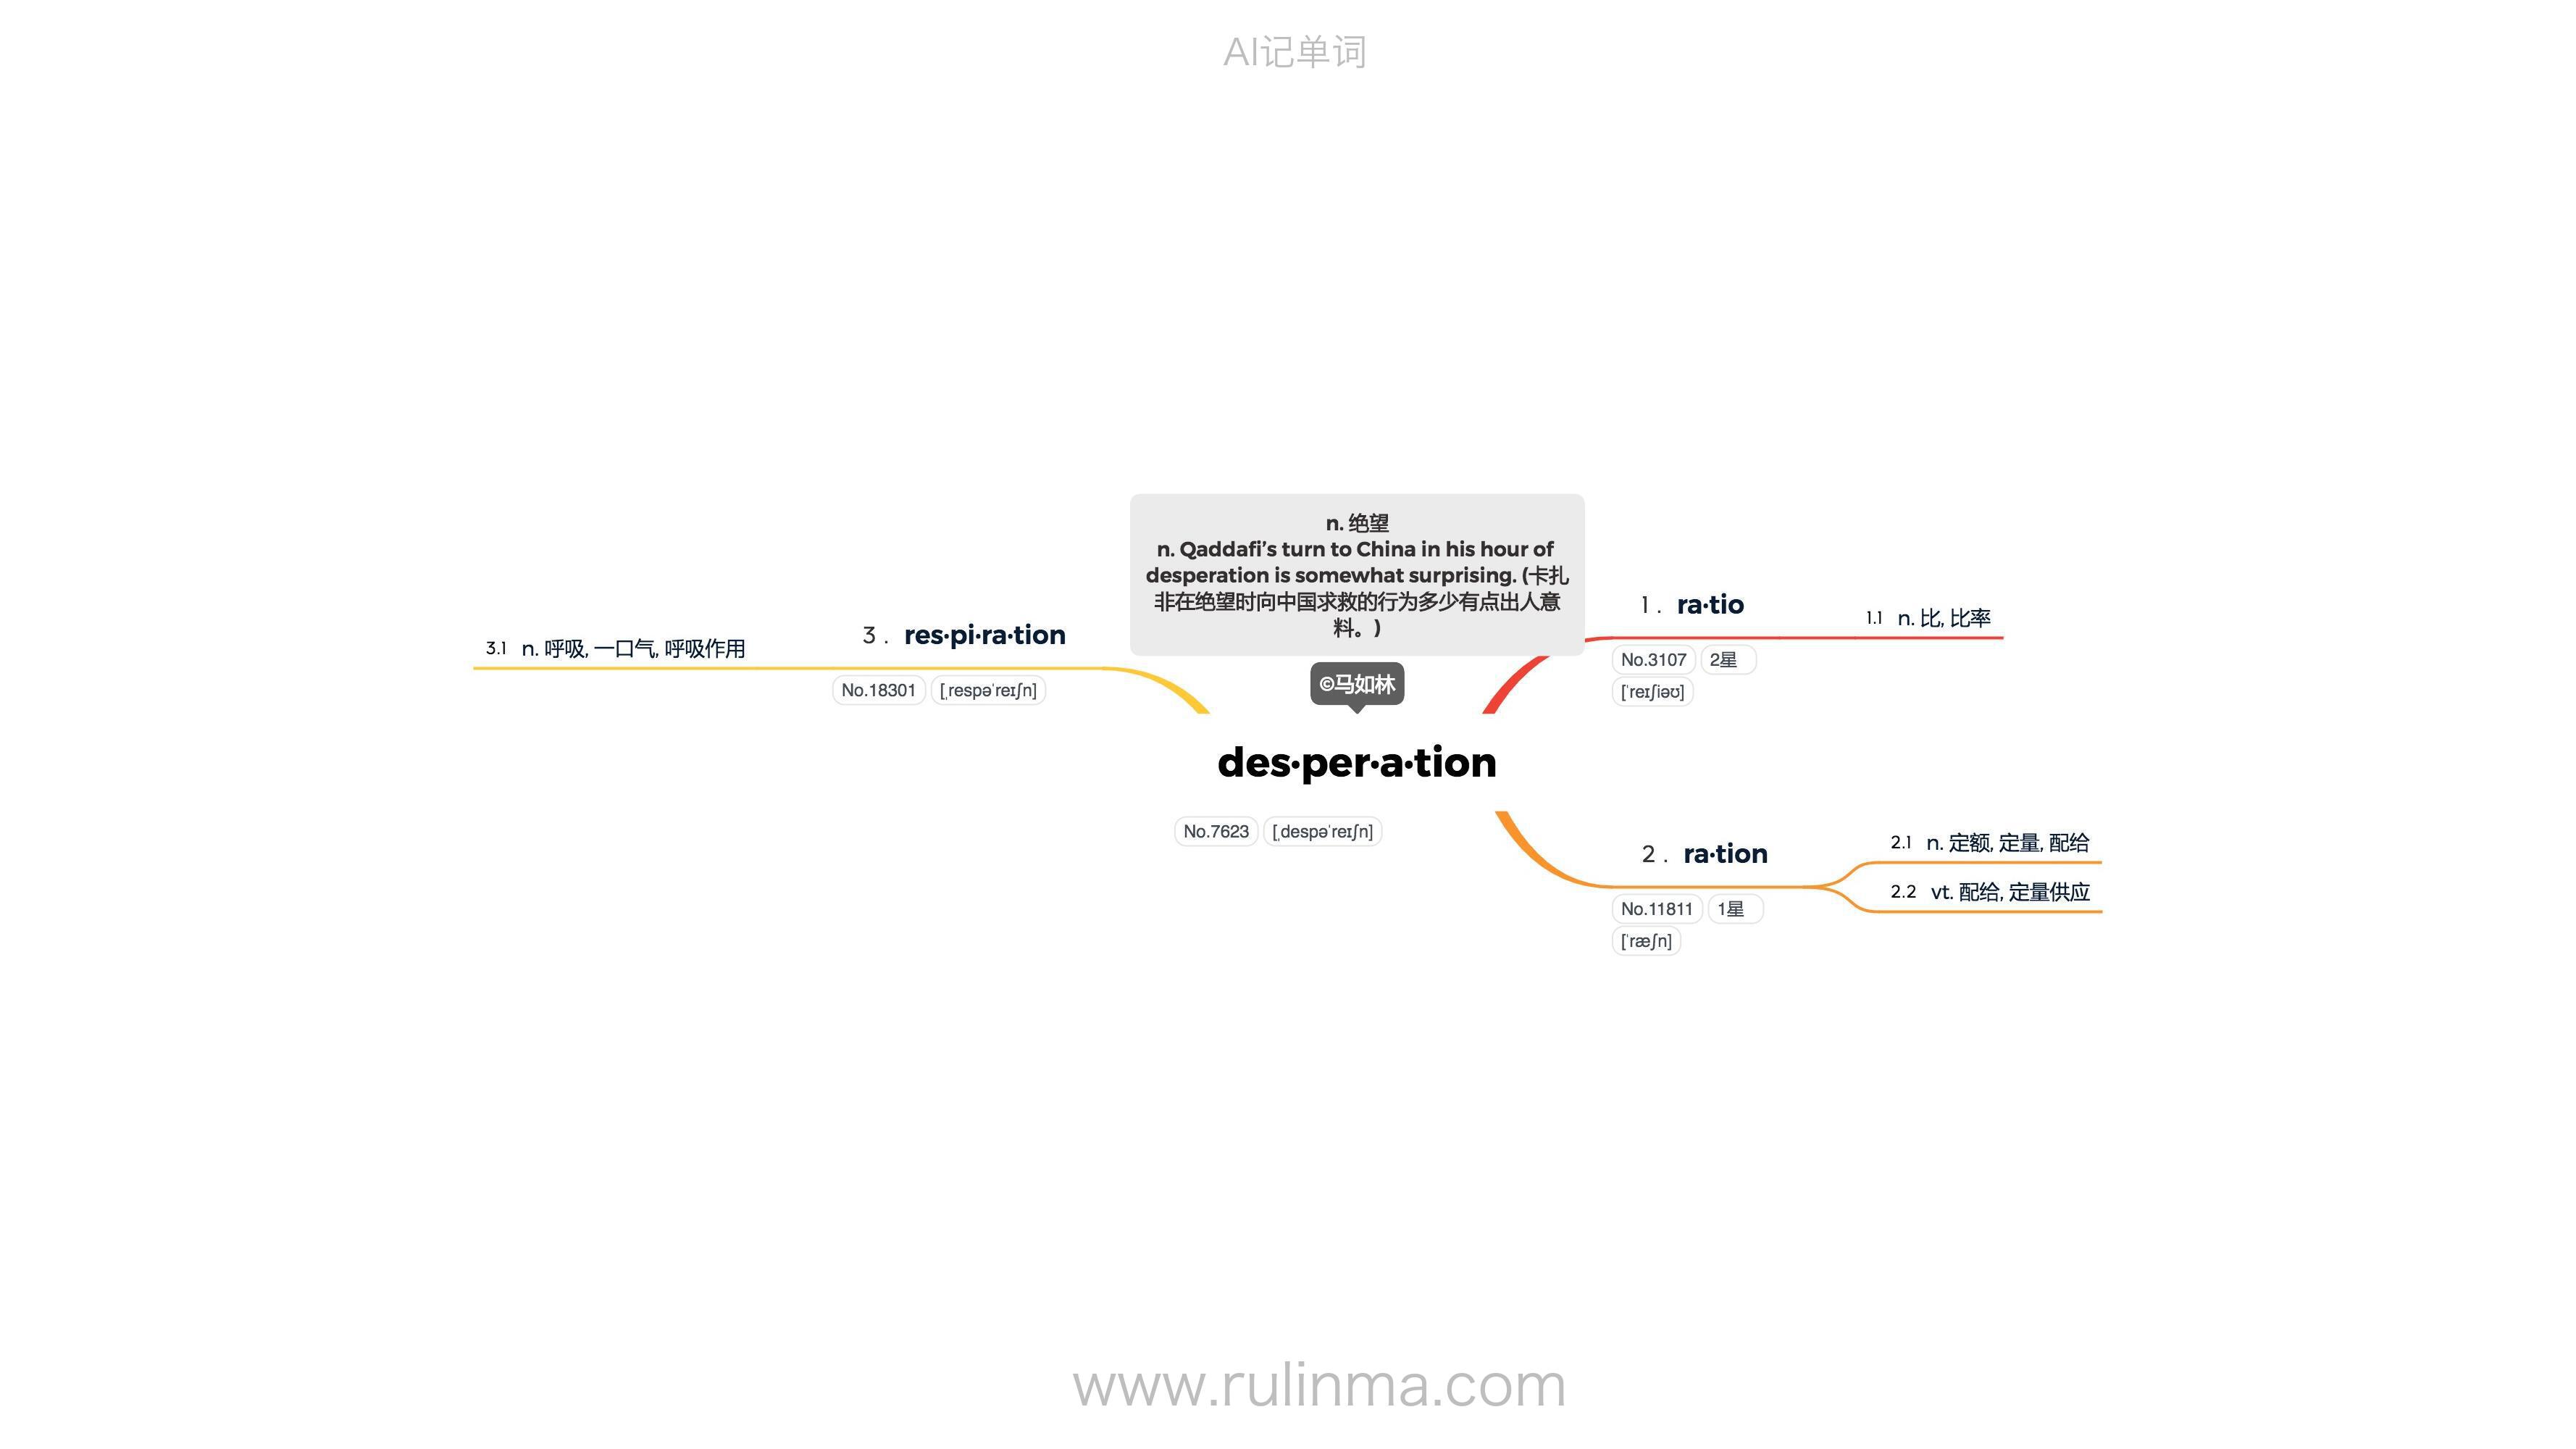 AI记单词
n. 绝望
n. Qaddafi’s turn to China in his hour of
desperation is somewhat surprising. (卡扎
非在绝望时向中国求救的行为多少有点出人意
料。)
©马如林
des·per·a·tion
No.7623 [ˌdespəˈreɪʃn]
1 . ra·tio
No.3107 2星
[ˈreɪʃiəʊ]
1.1 n. 比, 比率
2 . ra·tion
No.11811 1星
[ˈræʃn]
2.1 n. 定额, 定量, 配给
2.2 vt. 配给, 定量供应
3 . res·pi·ra·tion
No.18301 [ˌrespəˈreɪʃn]
3.1 n. 呼吸, 一口气, 呼吸作用
www.rulinma.com